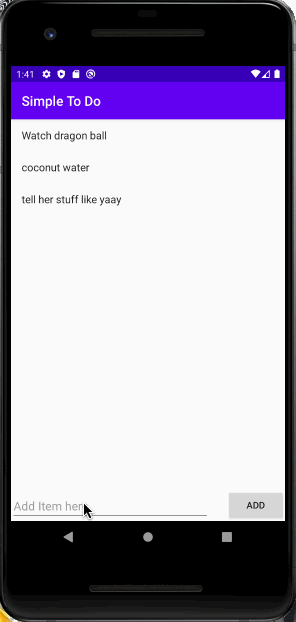 1:41
Simple To Do
Watch dragon ball
coconut water
tell her stuff like yaay
Add Item here
ADD